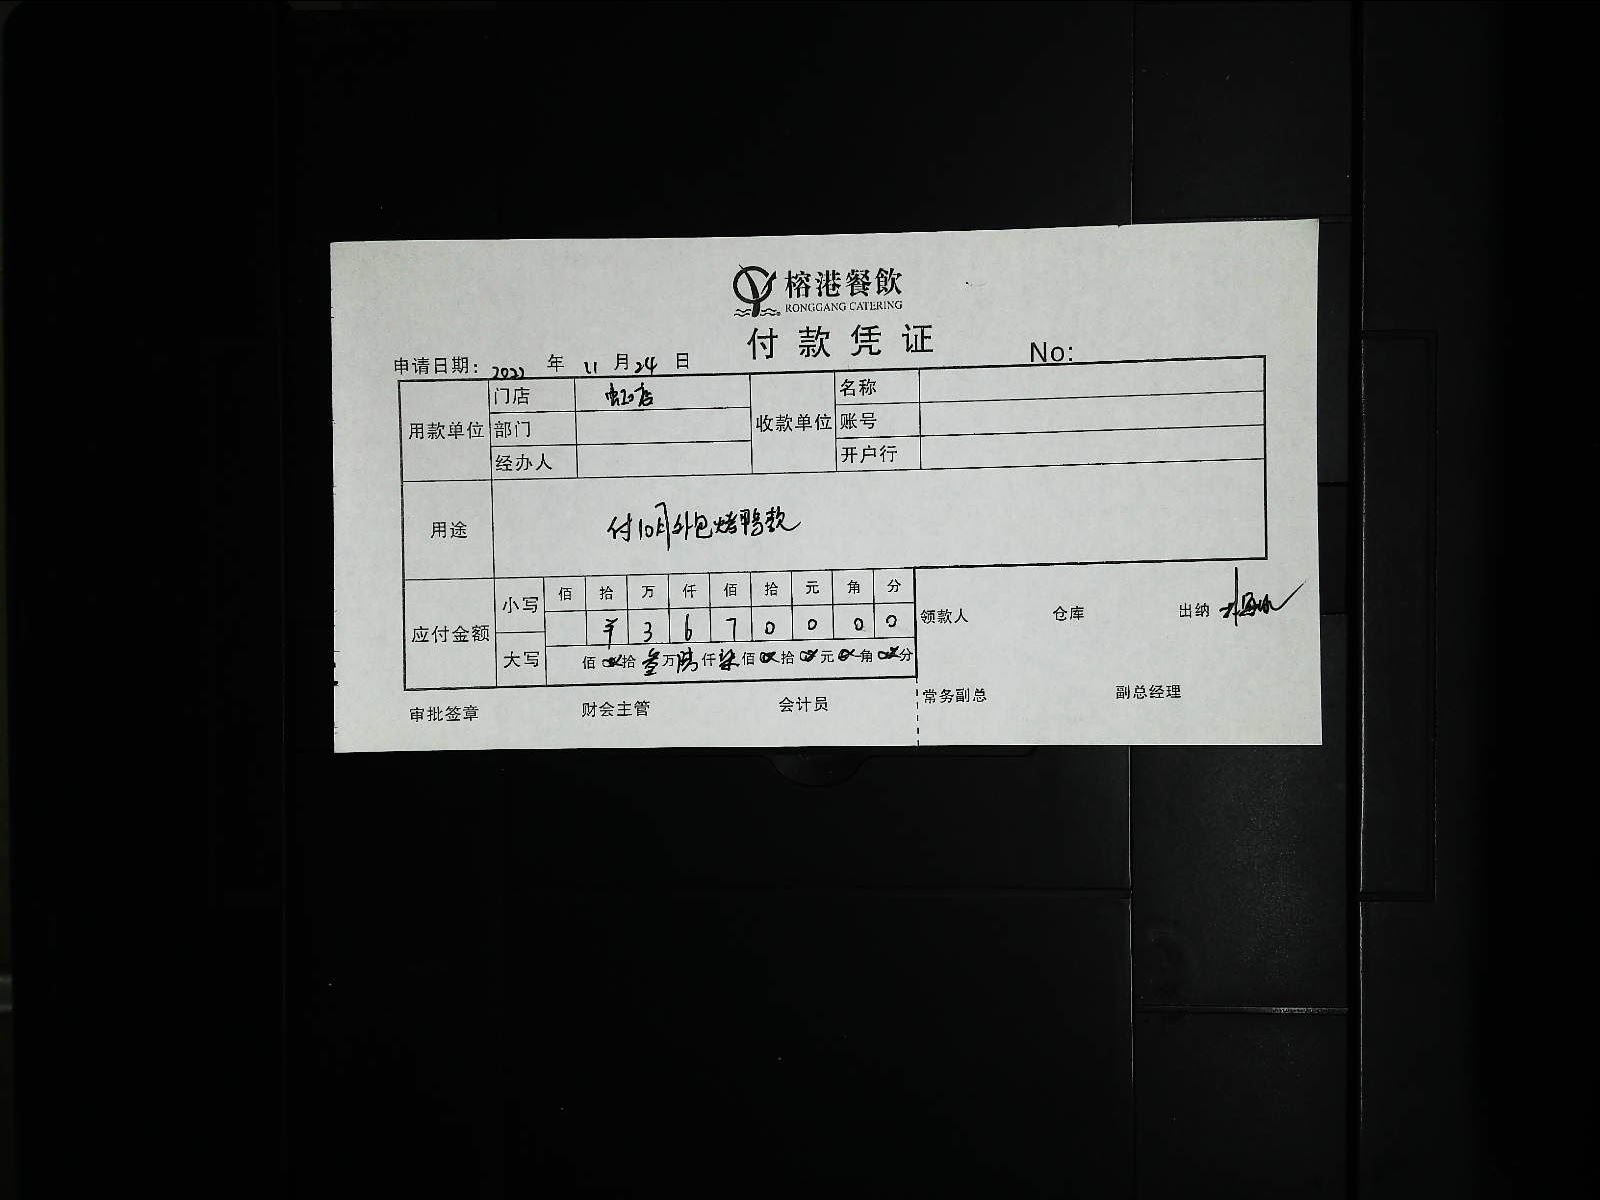 榕港餐飲
RONGGANG CATERING
付款凭证
No:
申请日期: 2022 年 11 月 24 日
用款单位 门店 虹店 收款单位 名称
部门 账号
经办人 开户行
用途 付10月外包烤鸭款
应付金额 小写 佰 拾 万 仟 佰 拾 元 角 分
¥ 3 6 7 0 0 0 0
大写 佰 拾 叁 万 陆 仟 柒 佰 拾 元 角 分
领款人 仓库 出纳
审批签章 财会主管 会计员 常务副总 副总经理